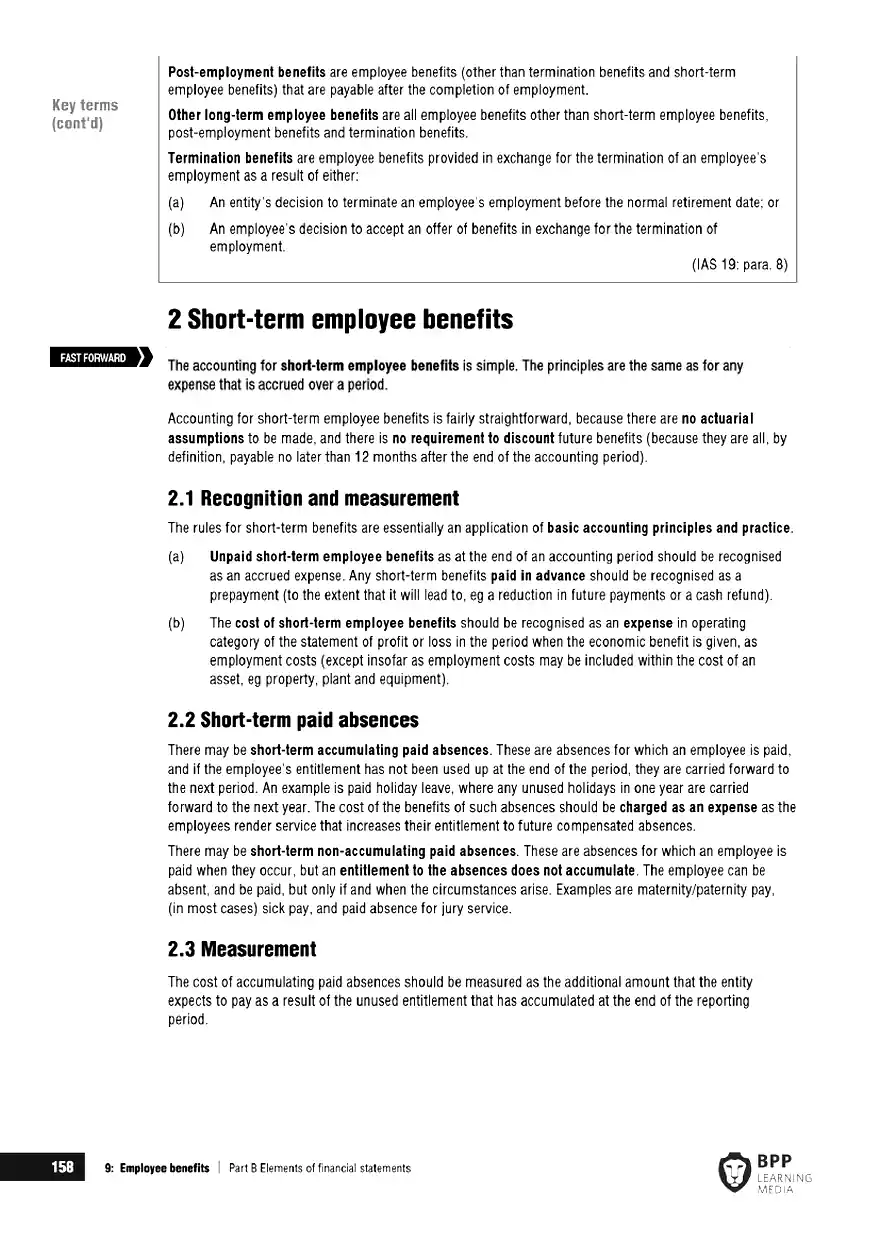 Key terms
(cont'd)
Post-employment benefits are employee benefits (other than termination benefits and short-term
employee benefits) that are payable after the completion of employment.
Other long-term employee benefits are all employee benefits other than short-term employee benefits,
post-employment benefits and termination benefits.
Termination benefits are employee benefits provided in exchange for the termination of an employee's
employment as a result of either:
(a) An entity's decision to terminate an employee's employment before the normal retirement date; or
(b) An employee's decision to accept an offer of benefits in exchange for the termination of
employment.
(IAS 19: para. 8)
2 Short-term employee benefits
FAST FORWARD
The accounting for short-term employee benefits is simple. The principles are the same as for any
expense that is accrued over a period.
Accounting for short-term employee benefits is fairly straightforward, because there are no actuarial
assumptions to be made, and there is no requirement to discount future benefits (because they are all, by
definition, payable no later than 12 months after the end of the accounting period).
2.1 Recognition and measurement
The rules for short-term benefits are essentially an application of basic accounting principles and practice.
(a) Unpaid short-term employee benefits as at the end of an accounting period should be recognised
as an accrued expense. Any short-term benefits paid in advance should be recognised as a
prepayment (to the extent that it will lead to, eg a reduction in future payments or a cash refund).
(b) The cost of short-term employee benefits should be recognised as an expense in operating
category of the statement of profit or loss in the period when the economic benefit is given, as
employment costs (except insofar as employment costs may be included within the cost of an
asset, eg property, plant and equipment).
2.2 Short-term paid absences
There may be short-term accumulating paid absences. These are absences for which an employee is paid,
and if the employee's entitlement has not been used up at the end of the period, they are carried forward to
the next period. An example is paid holiday leave, where any unused holidays in one year are carried
forward to the next year. The cost of the benefits of such absences should be charged as an expense as the
employees render service that increases their entitlement to future compensated absences.
There may be short-term non-accumulating paid absences. These are absences for which an employee is
paid when they occur, but an entitlement to the absences does not accumulate. The employee can be
absent, and be paid, but only if and when the circumstances arise. Examples are maternity/paternity pay,
(in most cases) sick pay, and paid absence for jury service.
2.3 Measurement
The cost of accumulating paid absences should be measured as the additional amount that the entity
expects to pay as a result of the unused entitlement that has accumulated at the end of the reporting
period.
158 9: Employee benefits | Part B Elements of financial statements
BPP
LEARNING
MEDIA